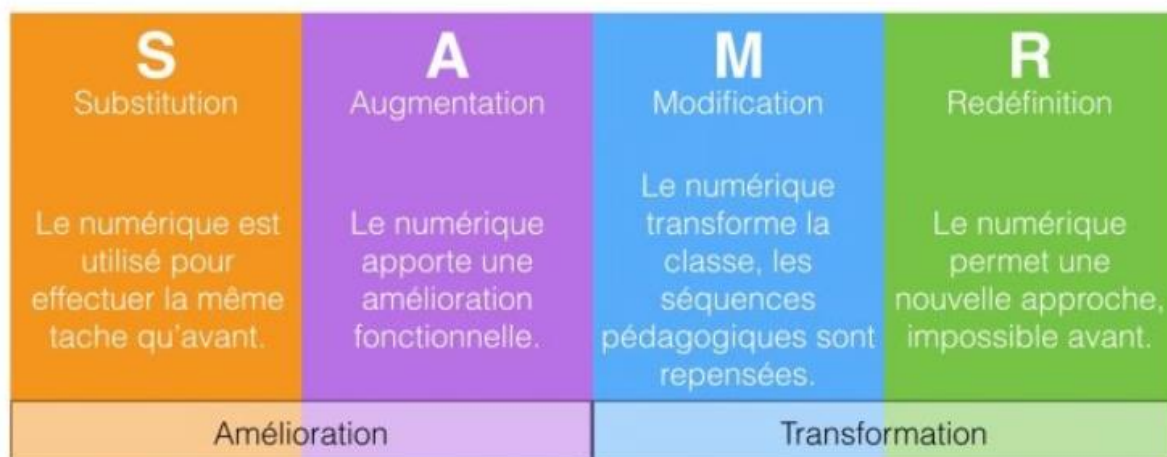 S
Substitution
Le numérique est
utilisé pour
effectuer la même
tache qu'avant.
A
Augmentation
Le numérique
apporte une
amélioration
fonctionnelle.
M
Modification
Le numérique
transforme la
classe, les
séquences
pédagogiques sont
repensées.
R
Redéfinition
Le numérique
permet une
nouvelle approche,
impossible avant.
Amélioration
Transformation